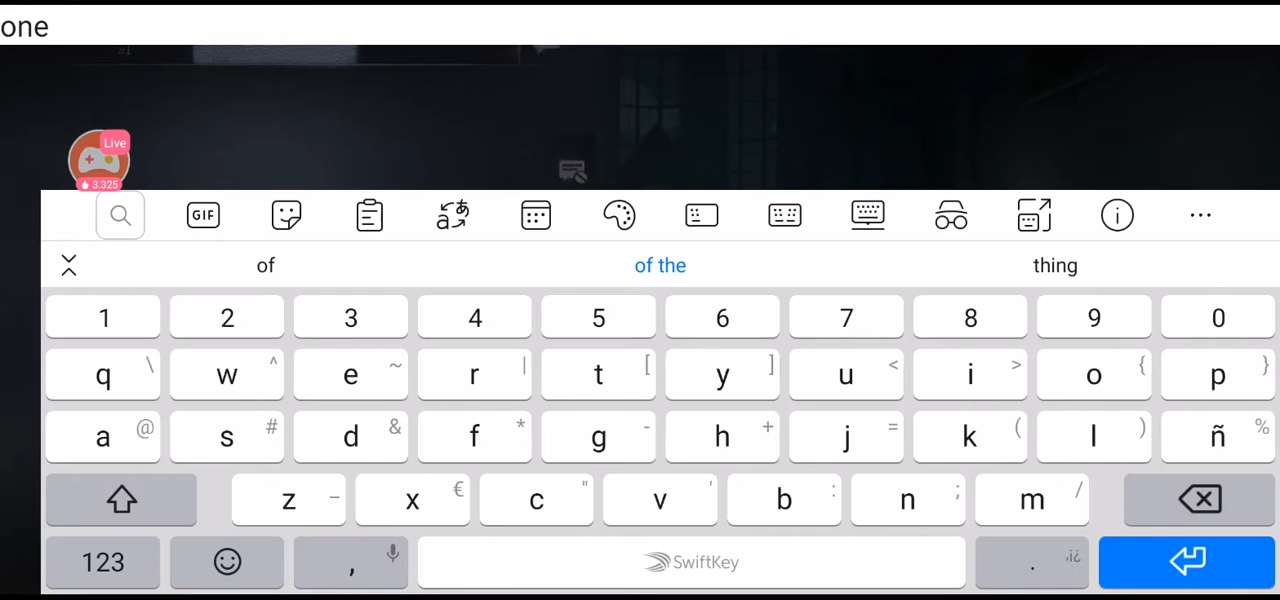 one
#1
Live
3.325
GIF
of of the thing
1 2 3 4 5 6 7 8 9 0
q \ w ^ e ~ r | t [ y ] u < i > o { p }
a @ s # d & f * g - h + j = k ( l ) ñ %
z _ x € c " v ' b : n ; m /
123 , SwiftKey . ,i¿